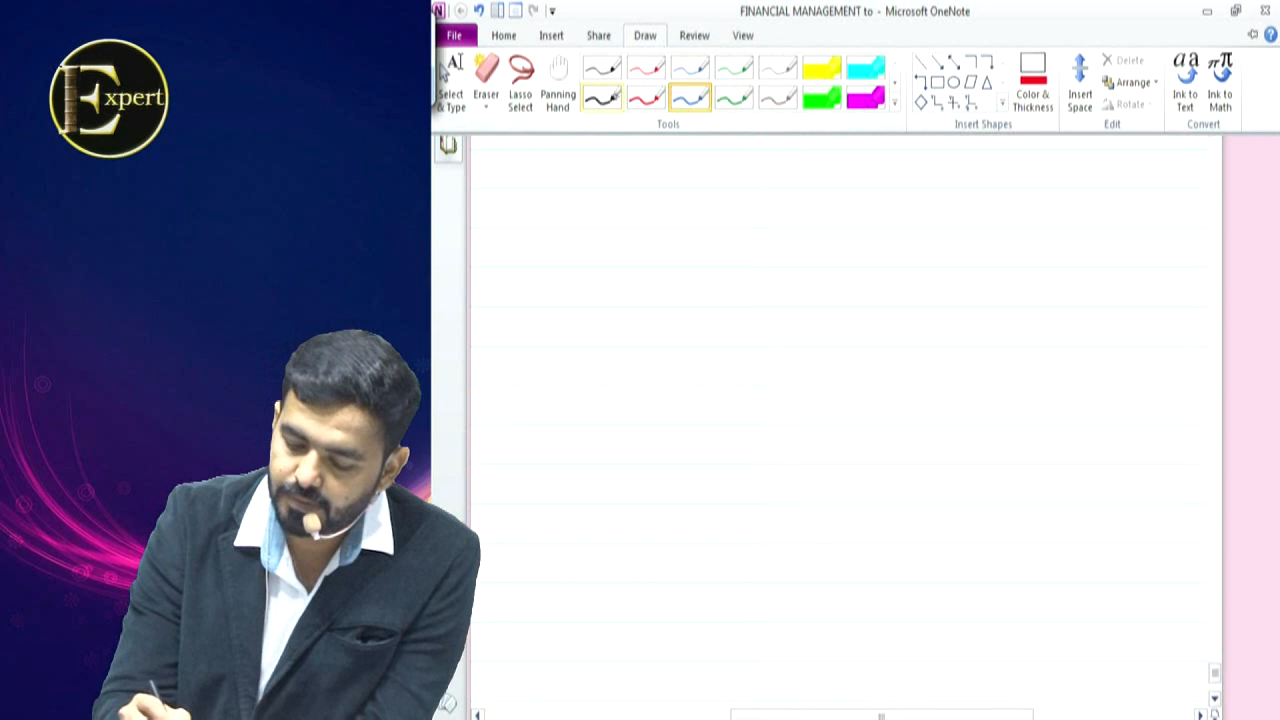 Expert
FINANCIAL MANAGEMENT to - Microsoft OneNote
File Home Insert Share Draw Review View
Select & Type
Eraser
Lasso Select
Panning Hand
Color & Thickness
Insert Space
Delete
Arrange
Rotate
Ink to Text
Ink to Math
Tools
Insert Shapes
Edit
Convert